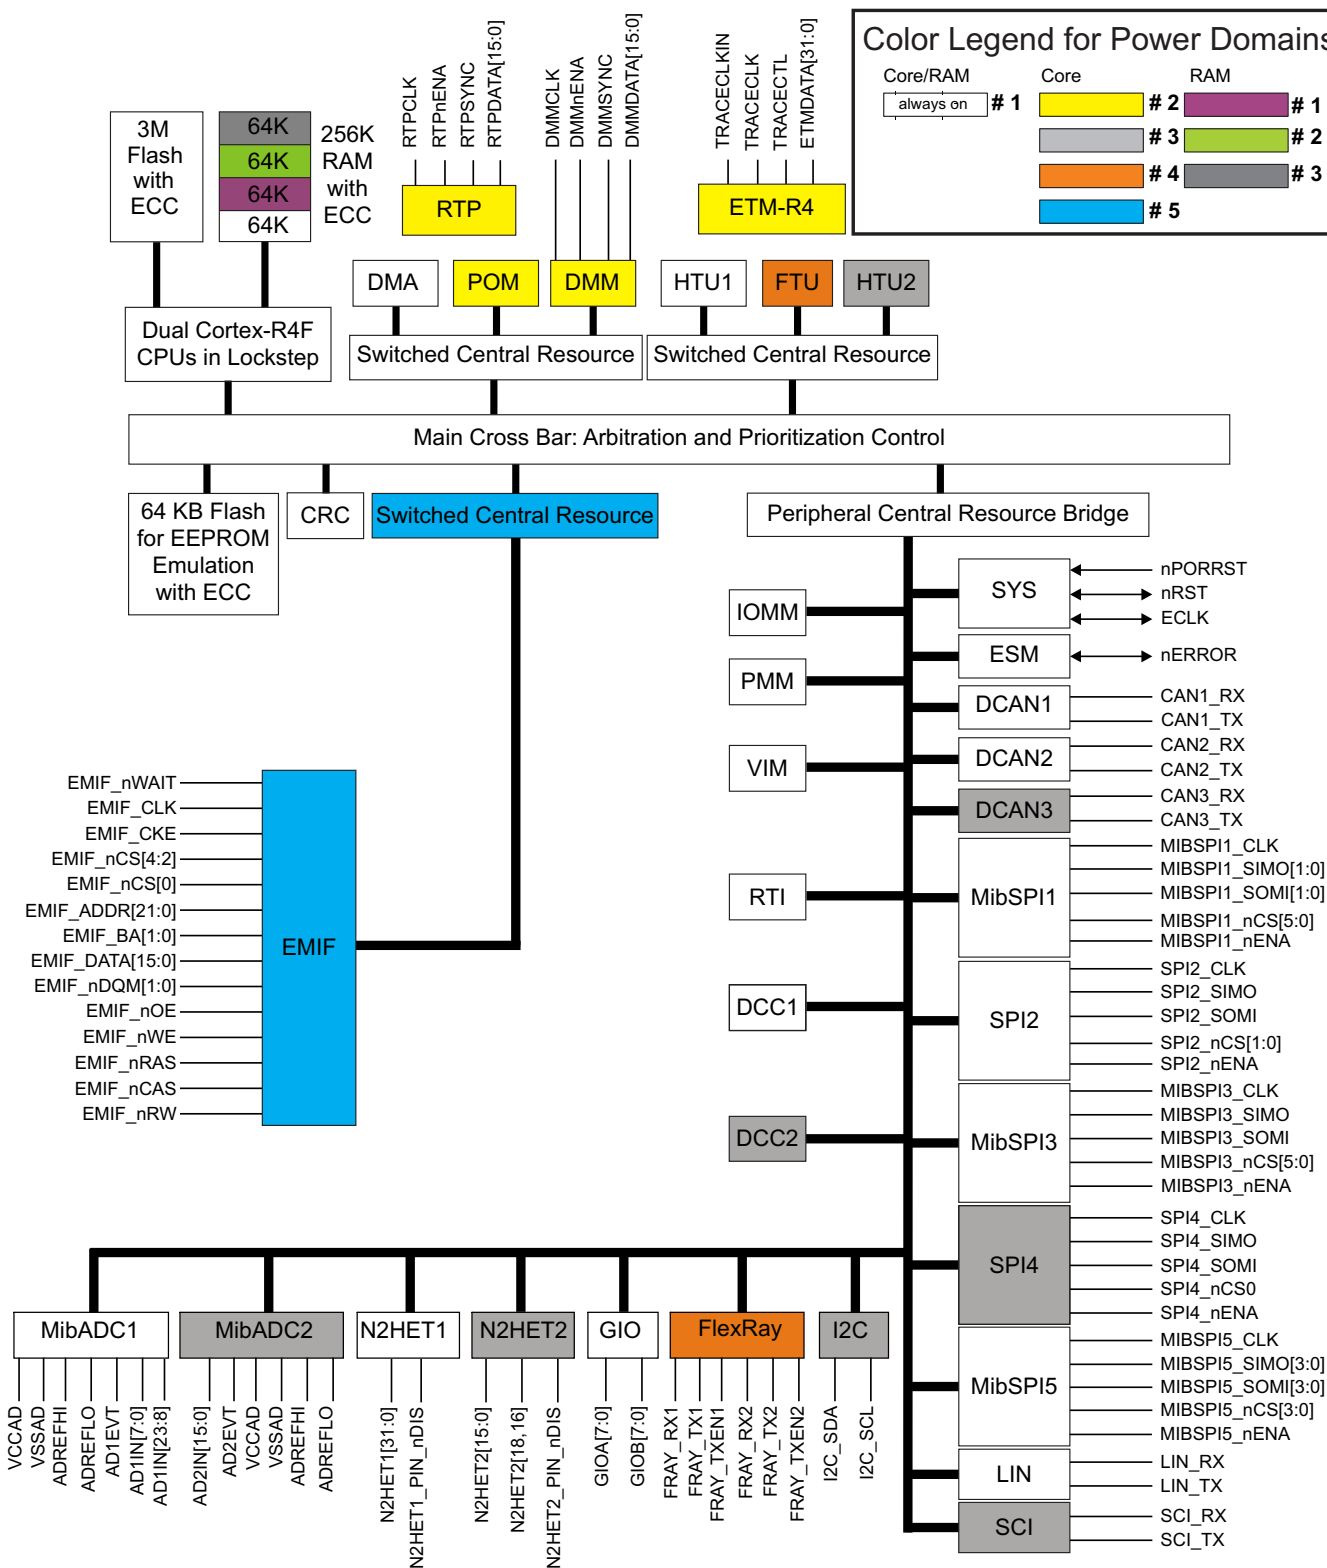 Color Legend for Power Domains
Core/RAM
Core
RAM
always on
# 1
# 2
# 1
# 3
# 2
# 4
# 3
# 5
3M
Flash
with
ECC
64K
64K
64K
64K
256K
RAM
with
ECC
RTPCLK
RTPnENA
RTPSYNC
RTPDATA[15:0]
RTP
DMMCLK
DMMnENA
DMMSYNC
DMMDATA[15:0]
TRACECLKIN
TRACECLK
TRACECTL
ETMDATA[31:0]
ETM-R4
DMA
POM
DMM
HTU1
FTU
HTU2
Dual Cortex-R4F
CPUs in Lockstep
Switched Central Resource
Switched Central Resource
Main Cross Bar: Arbitration and Prioritization Control
64 KB Flash
for EEPROM
Emulation
with ECC
CRC
Switched Central Resource
Peripheral Central Resource Bridge
IOMM
PMM
VIM
RTI
DCC1
DCC2
SYS
nPORRST
nRST
ECLK
ESM
nERROR
DCAN1
CAN1_RX
CAN1_TX
DCAN2
CAN2_RX
CAN2_TX
DCAN3
CAN3_RX
CAN3_TX
MibSPI1
MIBSPI1_CLK
MIBSPI1_SIMO[1:0]
MIBSPI1_SOMI[1:0]
MIBSPI1_nCS[5:0]
MIBSPI1_nENA
SPI2
SPI2_CLK
SPI2_SIMO
SPI2_SOMI
SPI2_nCS[1:0]
SPI2_nENA
MibSPI3
MIBSPI3_CLK
MIBSPI3_SIMO
MIBSPI3_SOMI
MIBSPI3_nCS[5:0]
MIBSPI3_nENA
SPI4
SPI4_CLK
SPI4_SIMO
SPI4_SOMI
SPI4_nCS0
SPI4_nENA
MibSPI5
MIBSPI5_CLK
MIBSPI5_SIMO[3:0]
MIBSPI5_SOMI[3:0]
MIBSPI5_nCS[3:0]
MIBSPI5_nENA
LIN
LIN_RX
LIN_TX
SCI
SCI_RX
SCI_TX
EMIF_nWAIT
EMIF_CLK
EMIF_CKE
EMIF_nCS[4:2]
EMIF_nCS[0]
EMIF_ADDR[21:0]
EMIF_BA[1:0]
EMIF_DATA[15:0]
EMIF_nDQM[1:0]
EMIF_nOE
EMIF_nWE
EMIF_nRAS
EMIF_nCAS
EMIF_nRW
EMIF
MibADC1
VCCAD
VSSAD
ADREFHI
ADREFLO
AD1EVT
AD1IN[7:0]
AD1IN[23:8]
MibADC2
AD2IN[15:0]
AD2EVT
VCCAD
VSSAD
ADREFHI
ADREFLO
N2HET1
N2HET1[31:0]
N2HET1_PIN_nDIS
N2HET2
N2HET2[15:0]
N2HET2[18,16]
N2HET2_PIN_nDIS
GIO
GIOA[7:0]
GIOB[7:0]
FlexRay
FRAY_RX1
FRAY_TX1
FRAY_TXEN1
FRAY_RX2
FRAY_TX2
FRAY_TXEN2
I2C
I2C_SDA
I2C_SCL